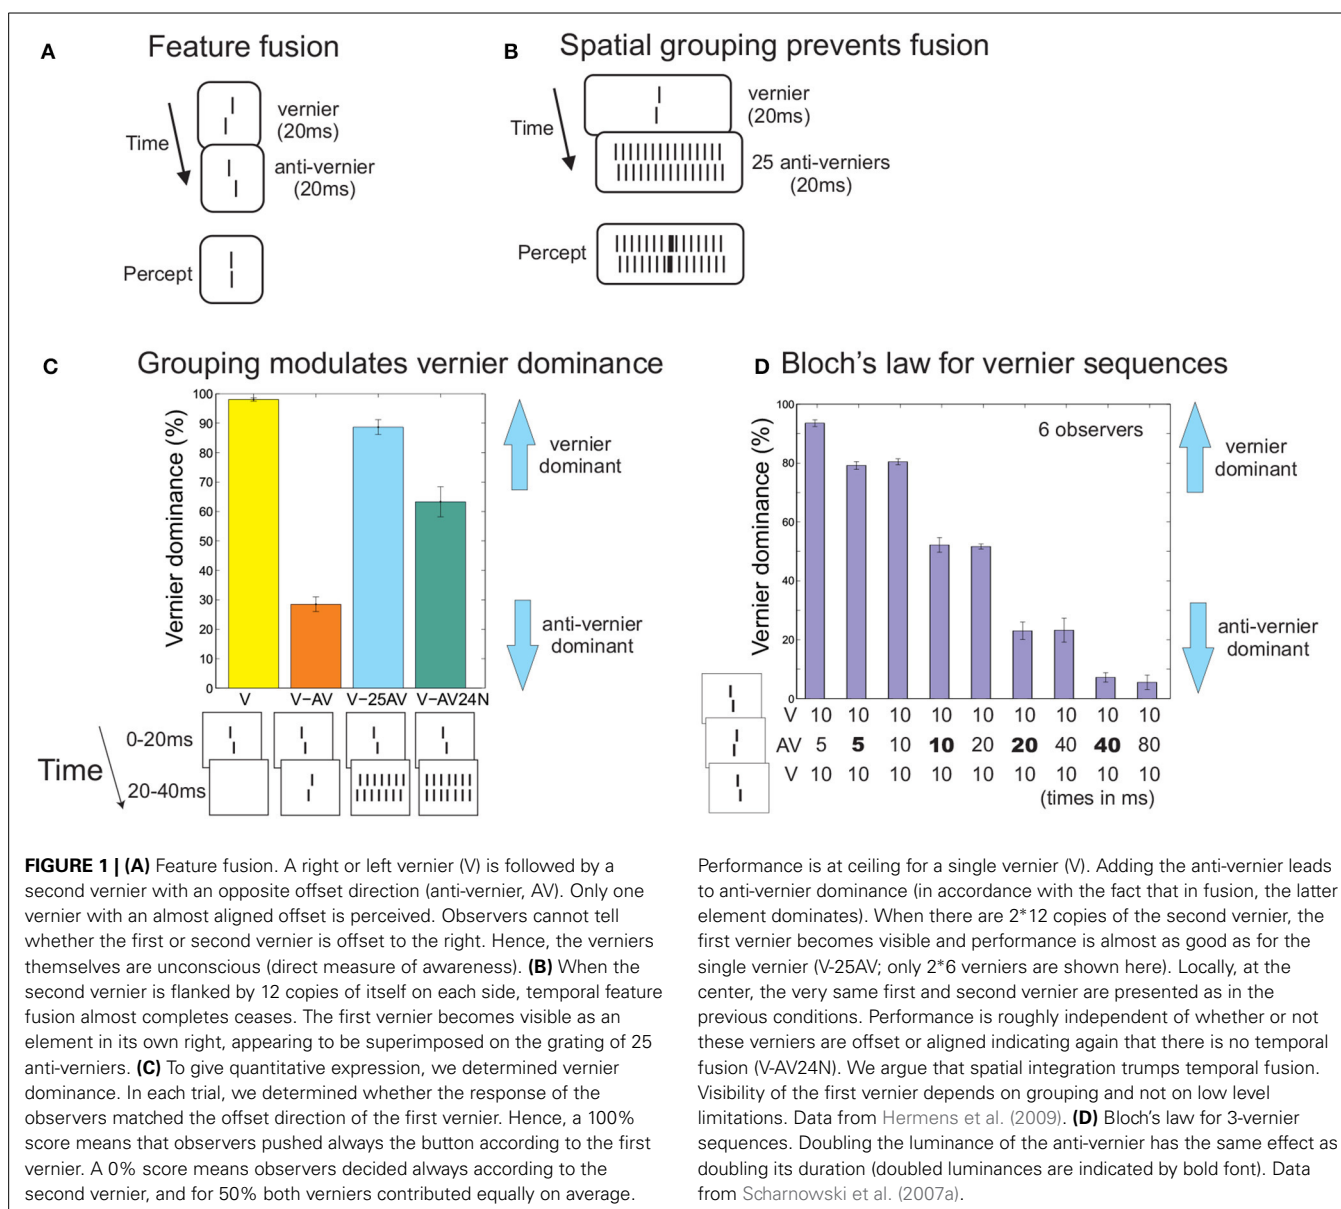 A Feature fusion
vernier
(20ms)
Time
anti-vernier
(20ms)
Percept
B Spatial grouping prevents fusion
vernier
(20ms)
Time
25 anti-verniers
(20ms)
Percept
C Grouping modulates vernier dominance
Vernier dominance (%)
100
90
80
70
60
50
40
30
20
10
0
V V−AV V−25AV V−AV24N
vernier
dominant
anti-vernier
dominant
Time
0-20ms
20-40ms
D Bloch's law for vernier sequences
Vernier dominance (%)
100
80
60
40
20
0
6 observers
vernier
dominant
anti-vernier
dominant
V 10 10 10 10 10 10 10 10 10
AV 5 5 10 10 20 20 40 40 80
V 10 10 10 10 10 10 10 10 10
(times in ms)
FIGURE 1 | (A) Feature fusion. A right or left vernier (V) is followed by a
second vernier with an opposite offset direction (anti-vernier, AV). Only one
vernier with an almost aligned offset is perceived. Observers cannot tell
whether the first or second vernier is offset to the right. Hence, the verniers
themselves are unconscious (direct measure of awareness). (B) When the
second vernier is flanked by 12 copies of itself on each side, temporal feature
fusion almost completes ceases. The first vernier becomes visible as an
element in its own right, appearing to be superimposed on the grating of 25
anti-verniers. (C) To give quantitative expression, we determined vernier
dominance. In each trial, we determined whether the response of the
observers matched the offset direction of the first vernier. Hence, a 100%
score means that observers pushed always the button according to the first
vernier. A 0% score means observers decided always according to the
second vernier, and for 50% both verniers contributed equally on average.
Performance is at ceiling for a single vernier (V). Adding the anti-vernier leads
to anti-vernier dominance (in accordance with the fact that in fusion, the latter
element dominates). When there are 2*12 copies of the second vernier, the
first vernier becomes visible and performance is almost as good as for the
single vernier (V-25AV; only 2*6 verniers are shown here). Locally, at the
center, the very same first and second vernier are presented as in the
previous conditions. Performance is roughly independent of whether or not
these verniers are offset or aligned indicating again that there is no temporal
fusion (V-AV24N). We argue that spatial integration trumps temporal fusion.
Visibility of the first vernier depends on grouping and not on low level
limitations. Data from Hermens et al. (2009). (D) Bloch's law for 3-vernier
sequences. Doubling the luminance of the anti-vernier has the same effect as
doubling its duration (doubled luminances are indicated by bold font). Data
from Scharnowski et al. (2007a).